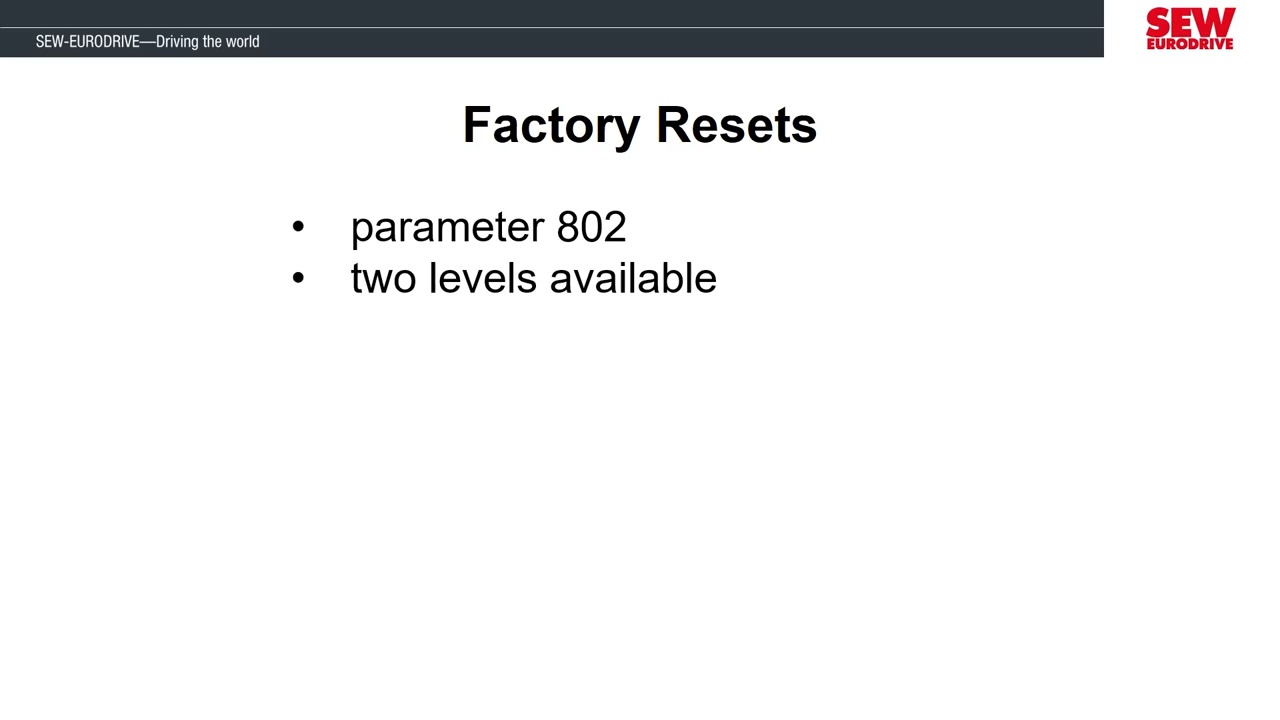 SEW-EURODRIVE—Driving the world
SEW
EURODRIVE
Factory Resets
• parameter 802
• two levels available